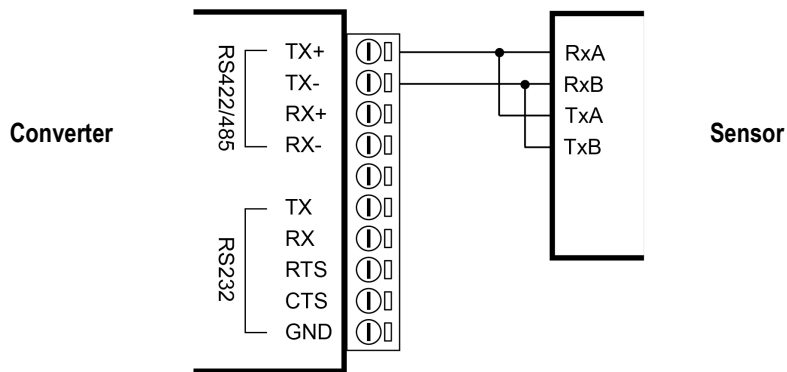 Converter
RS422/485
TX+
TX-
RX+
RX-
RS232
TX
RX
RTS
CTS
GND
RxA
RxB
TxA
TxB
Sensor